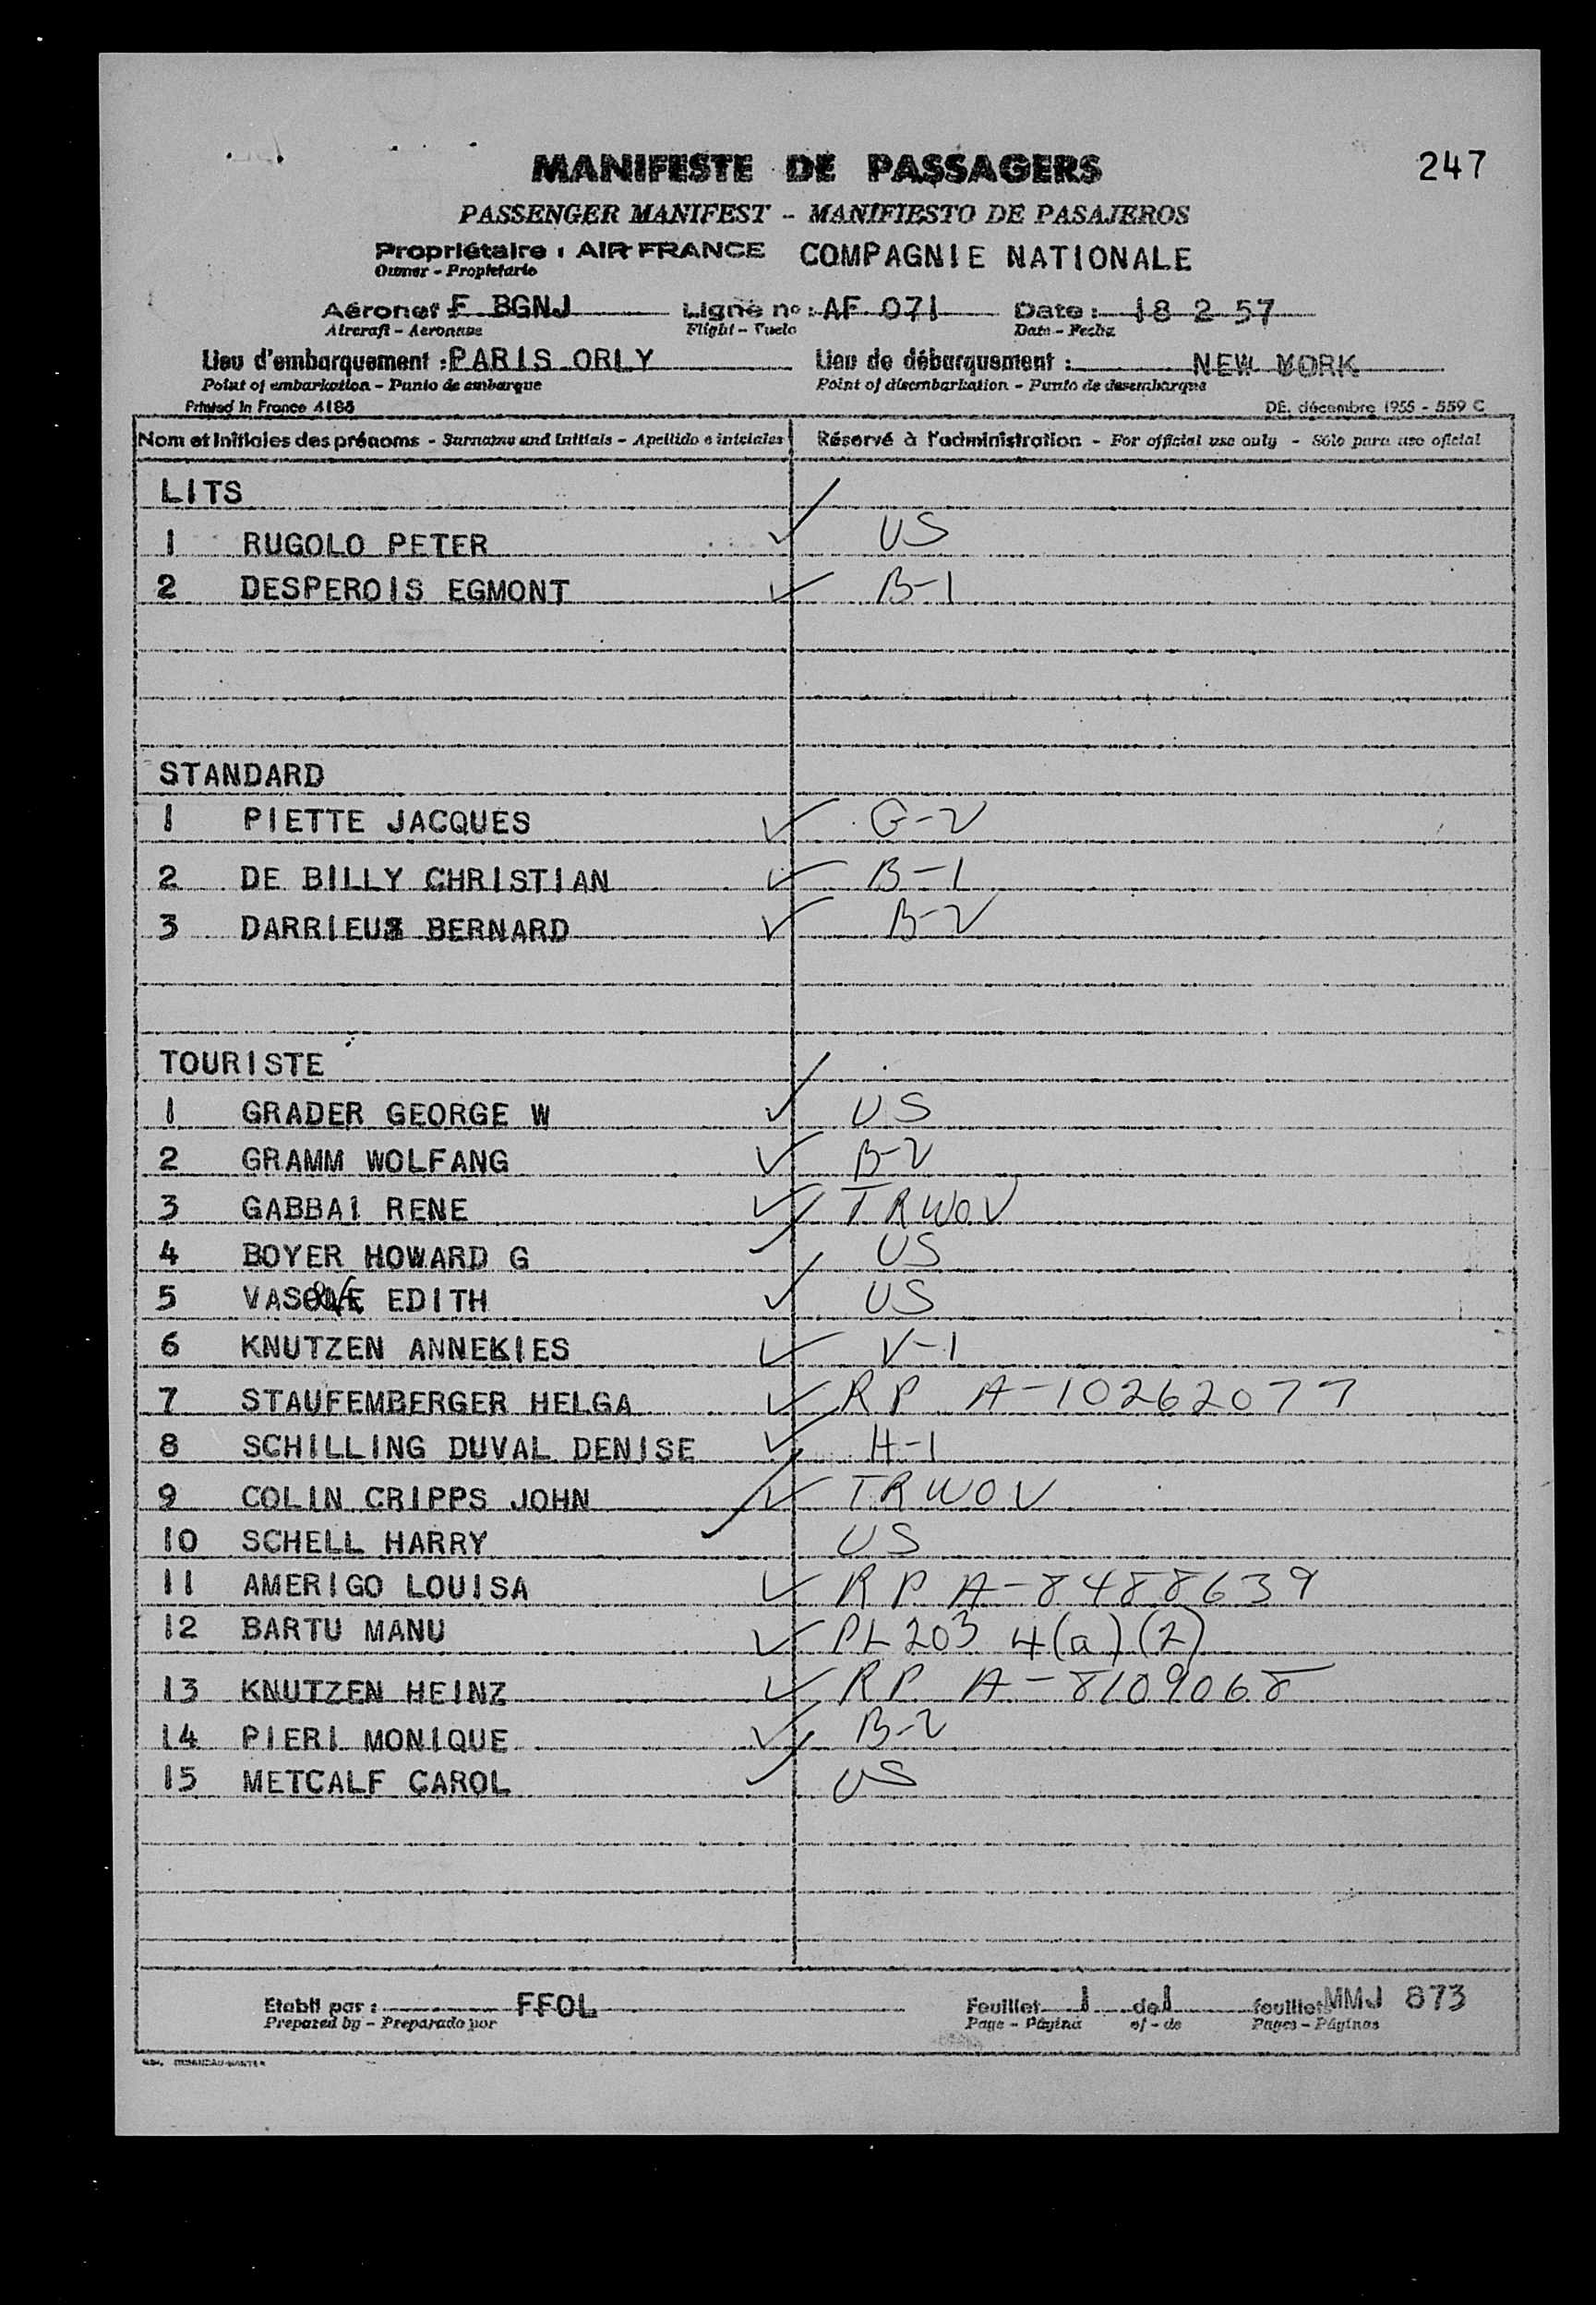 MANIFESTE DE PASSAGERS 247
PASSENGER MANIFEST - MANIFIESTO DE PASAJEROS
Propriétaire : AIR FRANCE COMPAGNIE NATIONALE
Owner - Propietario
Aéronef : F BGNJ Ligne nº : AF 071 Date : 18 2 57
Aircraft - Aeronave Flight - Vuelo Date - Fecha
Lieu d'embarquement : PARIS ORLY Lieu de débarquement : NEW YORK
Point of embarkation - Punto de embarque Point of disembarkation - Punto de desembarque
Printed in France 4188 DE. décembre 1955 - 559 C
Nom et initiales des prénoms - Surname and Initials - Apellido e iniciales Réservé à l'administration - For official use only - Sólo para uso oficial
LITS
1 RUGOLO PETER US
2 DESPEROIS EGMONT B-1
STANDARD
1 PIETTE JACQUES G-2
2 DE BILLY CHRISTIAN B-1
3 DARRIEUX BERNARD B-2
TOURISTE
1 GRADER GEORGE W US
2 GRAMM WOLFANG B-2
3 GABBAI RENE TRWOV
4 BOYER HOWARD G US
5 EDITH US
6 KNUTZEN ANNEKIES V-1
7 STAUFEMBERGER HELGA RP A-10262077
8 SCHILLING DUVAL DENISE H-1
9 COLIN CRIPPS JOHN TRWOV
10 SCHELL HARRY US
11 AMERIGO LOUISA RP A-8488639
12 BARTU MANU PL 203 4(a)(2)
13 KNUTZEN HEINZ RP A-8109068
14 PIERI MONIQUE B-2
15 METCALF CAROL US
Etabli par : FFOL Feuillet 1 de 1 feuillets MMJ 873
Prepared by - Preparado por Page - Página of - de Pages - Páginas